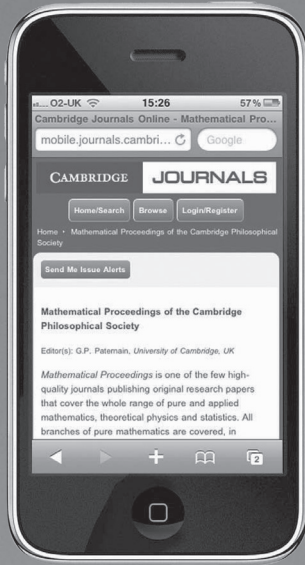 O2-UK 15:26 57%
Cambridge Journals Online - Mathematical Pro...
mobile.journals.cambri... Google
CAMBRIDGE JOURNALS
Home/Search Browse Login/Register
Home • Mathematical Proceedings of the Cambridge Philosophical
Society
Send Me Issue Alerts
Mathematical Proceedings of the Cambridge
Philosophical Society
Editor(s): G.P. Paternain, University of Cambridge, UK
Mathematical Proceedings is one of the few high-
quality journals publishing original research papers
that cover the whole range of pure and applied
mathematics, theoretical physics and statistics. All
branches of pure mathematics are covered, in
2